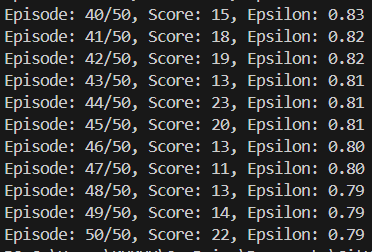 Episode: 40/50, Score: 15, Epsilon: 0.83
Episode: 41/50, Score: 18, Epsilon: 0.82
Episode: 42/50, Score: 19, Epsilon: 0.82
Episode: 43/50, Score: 13, Epsilon: 0.81
Episode: 44/50, Score: 23, Epsilon: 0.81
Episode: 45/50, Score: 20, Epsilon: 0.81
Episode: 46/50, Score: 13, Epsilon: 0.80
Episode: 47/50, Score: 11, Epsilon: 0.80
Episode: 48/50, Score: 13, Epsilon: 0.79
Episode: 49/50, Score: 14, Epsilon: 0.79
Episode: 50/50, Score: 22, Epsilon: 0.79